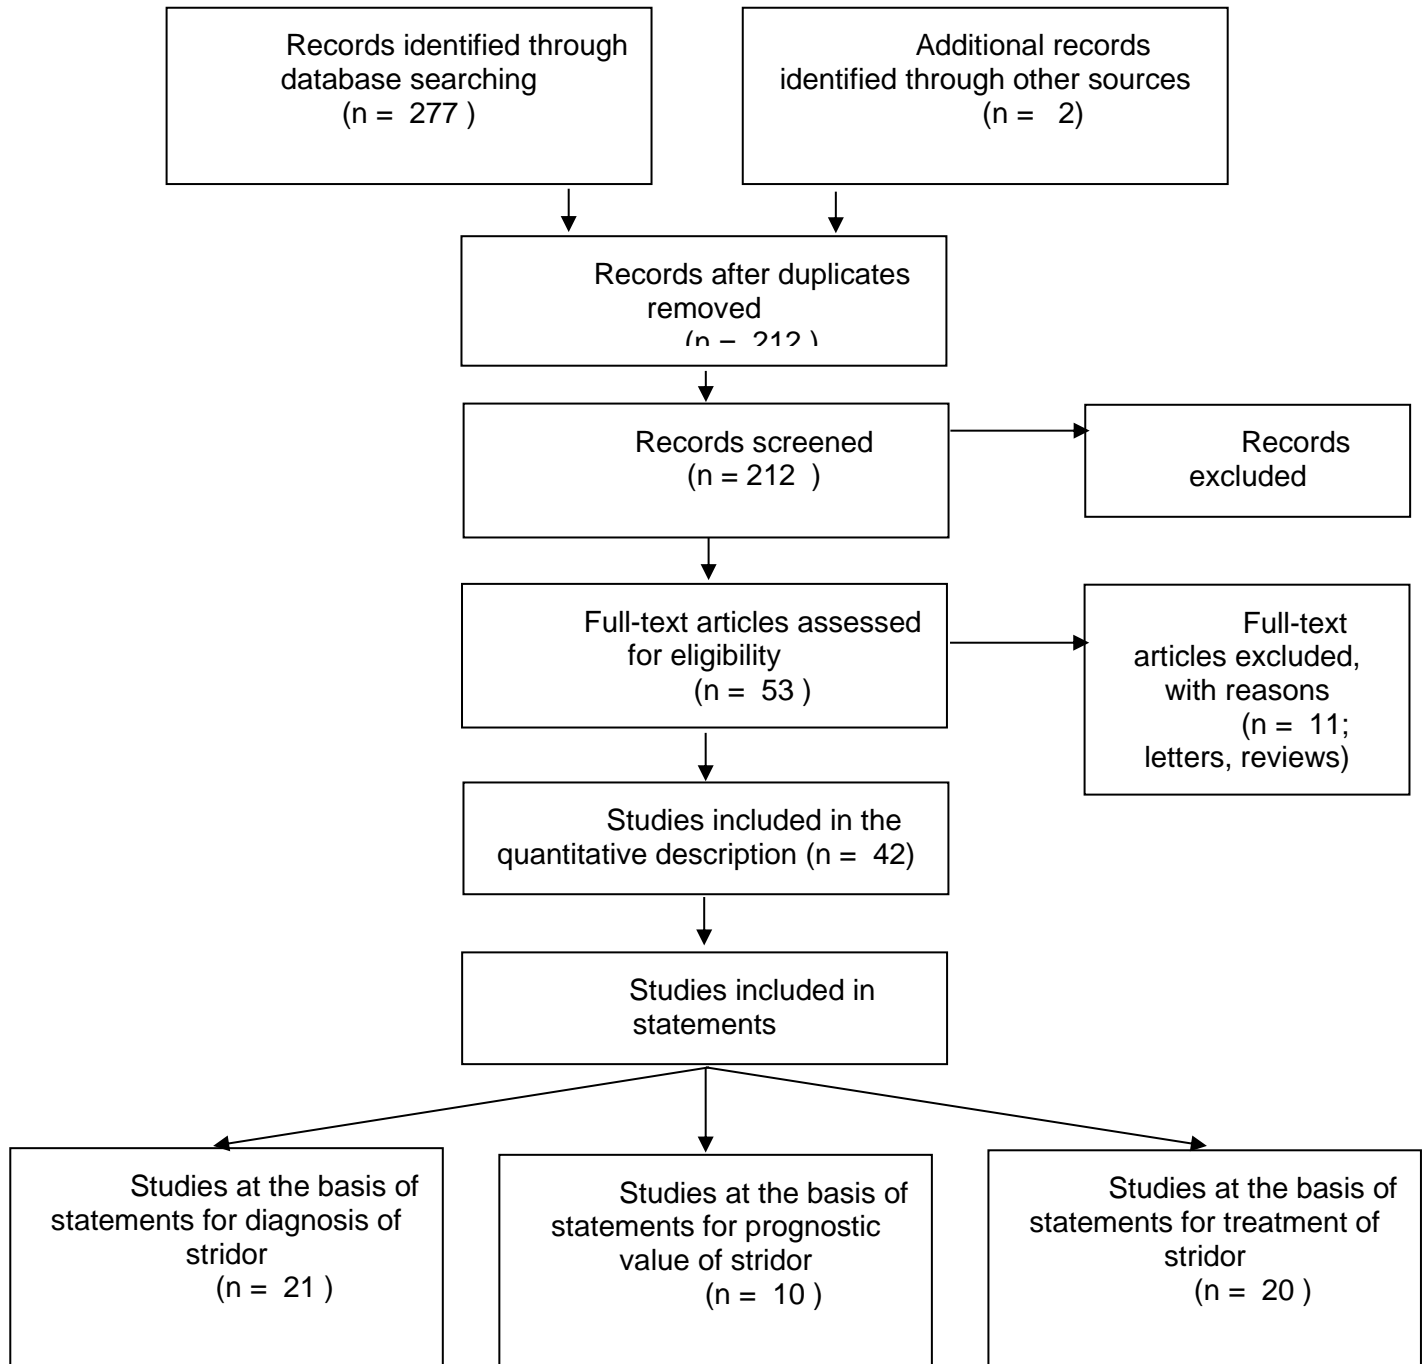 Records identified through
database searching
(n = 277 )
Additional records
identified through other sources
(n = 2)
Records after duplicates
removed
(n = 212 )
Records screened
(n = 212 )
Records
excluded
Full-text articles assessed
for eligibility
(n = 53 )
Full-text
articles excluded,
with reasons
(n = 11;
letters, reviews)
Studies included in the
quantitative description (n = 42)
Studies included in
statements
Studies at the basis of
statements for diagnosis of
stridor
(n = 21 )
Studies at the basis of
statements for prognostic
value of stridor
(n = 10 )
Studies at the basis of
statements for treatment of
stridor
(n = 20 )